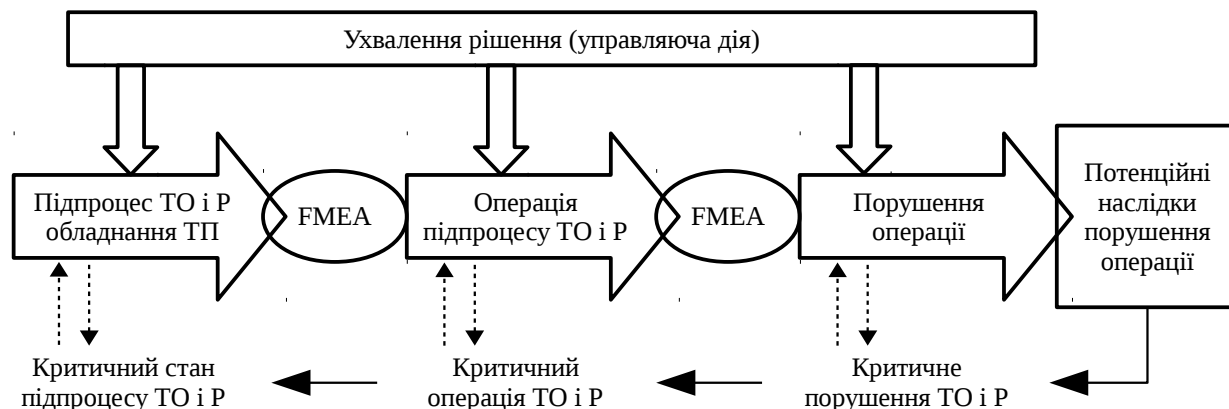 Ухвалення рішення (управляюча дія)
Підпроцес ТО і Р
обладнання ТП
FMEA
Операція
підпроцесу ТО і Р
FMEA
Порушення
операції
Потенційні
наслідки
порушення
операції
Критичний стан
підпроцесу ТО і Р
Критичний
операція ТО і Р
Критичне
порушення ТО і Р